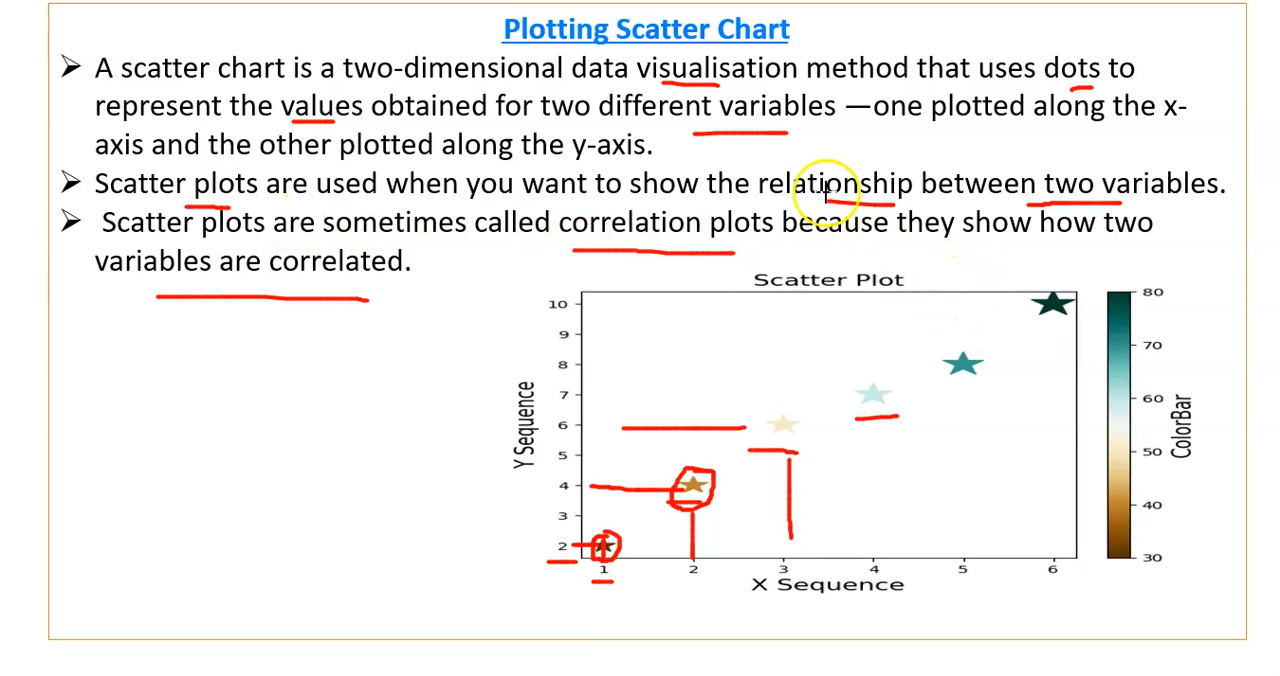 Plotting Scatter Chart
➢ A scatter chart is a two-dimensional data visualisation method that uses dots to
represent the values obtained for two different variables —one plotted along the x-
axis and the other plotted along the y-axis.
➢ Scatter plots are used when you want to show the relationship between two variables.
➢ Scatter plots are sometimes called correlation plots because they show how two
variables are correlated.
Scatter Plot
10
9
8
7
6
5
4
3
2
Y Sequence
1 2 3 4 5 6
X Sequence
80
70
60
50
40
30
ColorBar